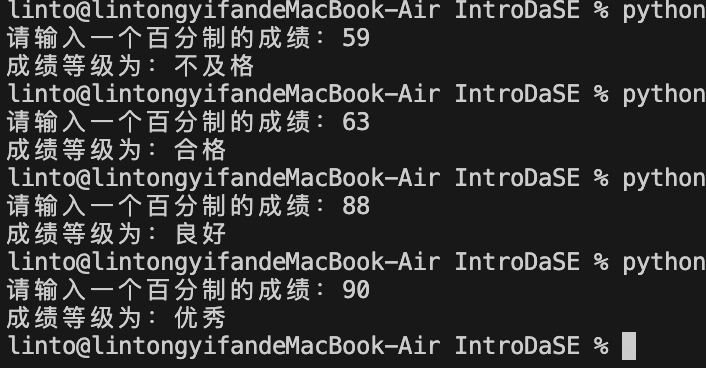 linto@lintongyifandeMacBook-Air IntroDaSE % python
请输入一个百分制的成绩: 59
成绩等级为: 不及格
linto@lintongyifandeMacBook-Air IntroDaSE % python
请输入一个百分制的成绩: 63
成绩等级为: 合格
linto@lintongyifandeMacBook-Air IntroDaSE % python
请输入一个百分制的成绩: 88
成绩等级为: 良好
linto@lintongyifandeMacBook-Air IntroDaSE % python
请输入一个百分制的成绩: 90
成绩等级为: 优秀
linto@lintongyifandeMacBook-Air IntroDaSE %